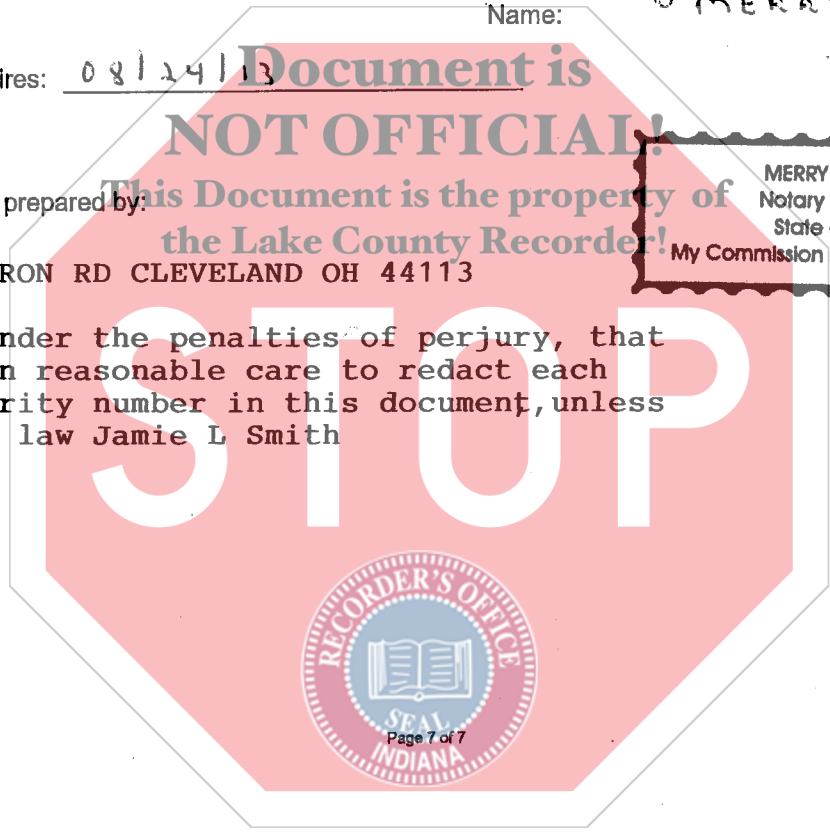 Name:
ires: 08/24/13
Document is
NOT OFFICIAL!
This Document is the property of
the Lake County Recorder!
prepared by:
MERRY
Notary
State
My Commission
RON RD CLEVELAND OH 44113
nder the penalties of perjury, that
n reasonable care to redact each
rity number in this document,unless
law Jamie L Smith
STOP
RECORDER'S OFFICE
SEAL
Page 7 of 7
INDIANA